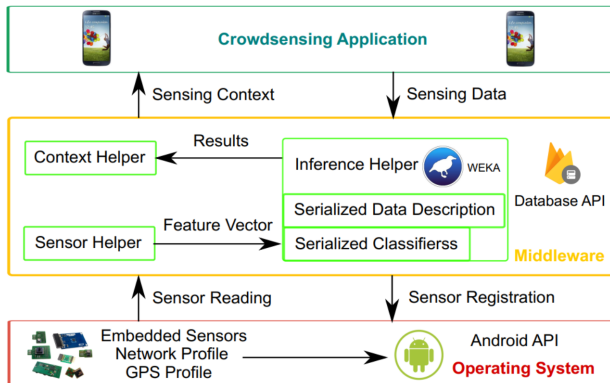 Crowdsensing Application
Sensing Context
Sensing Data
Results
Context Helper
Inference Helper
WEKA
Database API
Serialized Data Description
Feature Vector
Sensor Helper
Serialized Classifierss
Middleware
Sensor Reading
Sensor Registration
Embedded Sensors
Network Profile
GPS Profile
Android API
Operating System